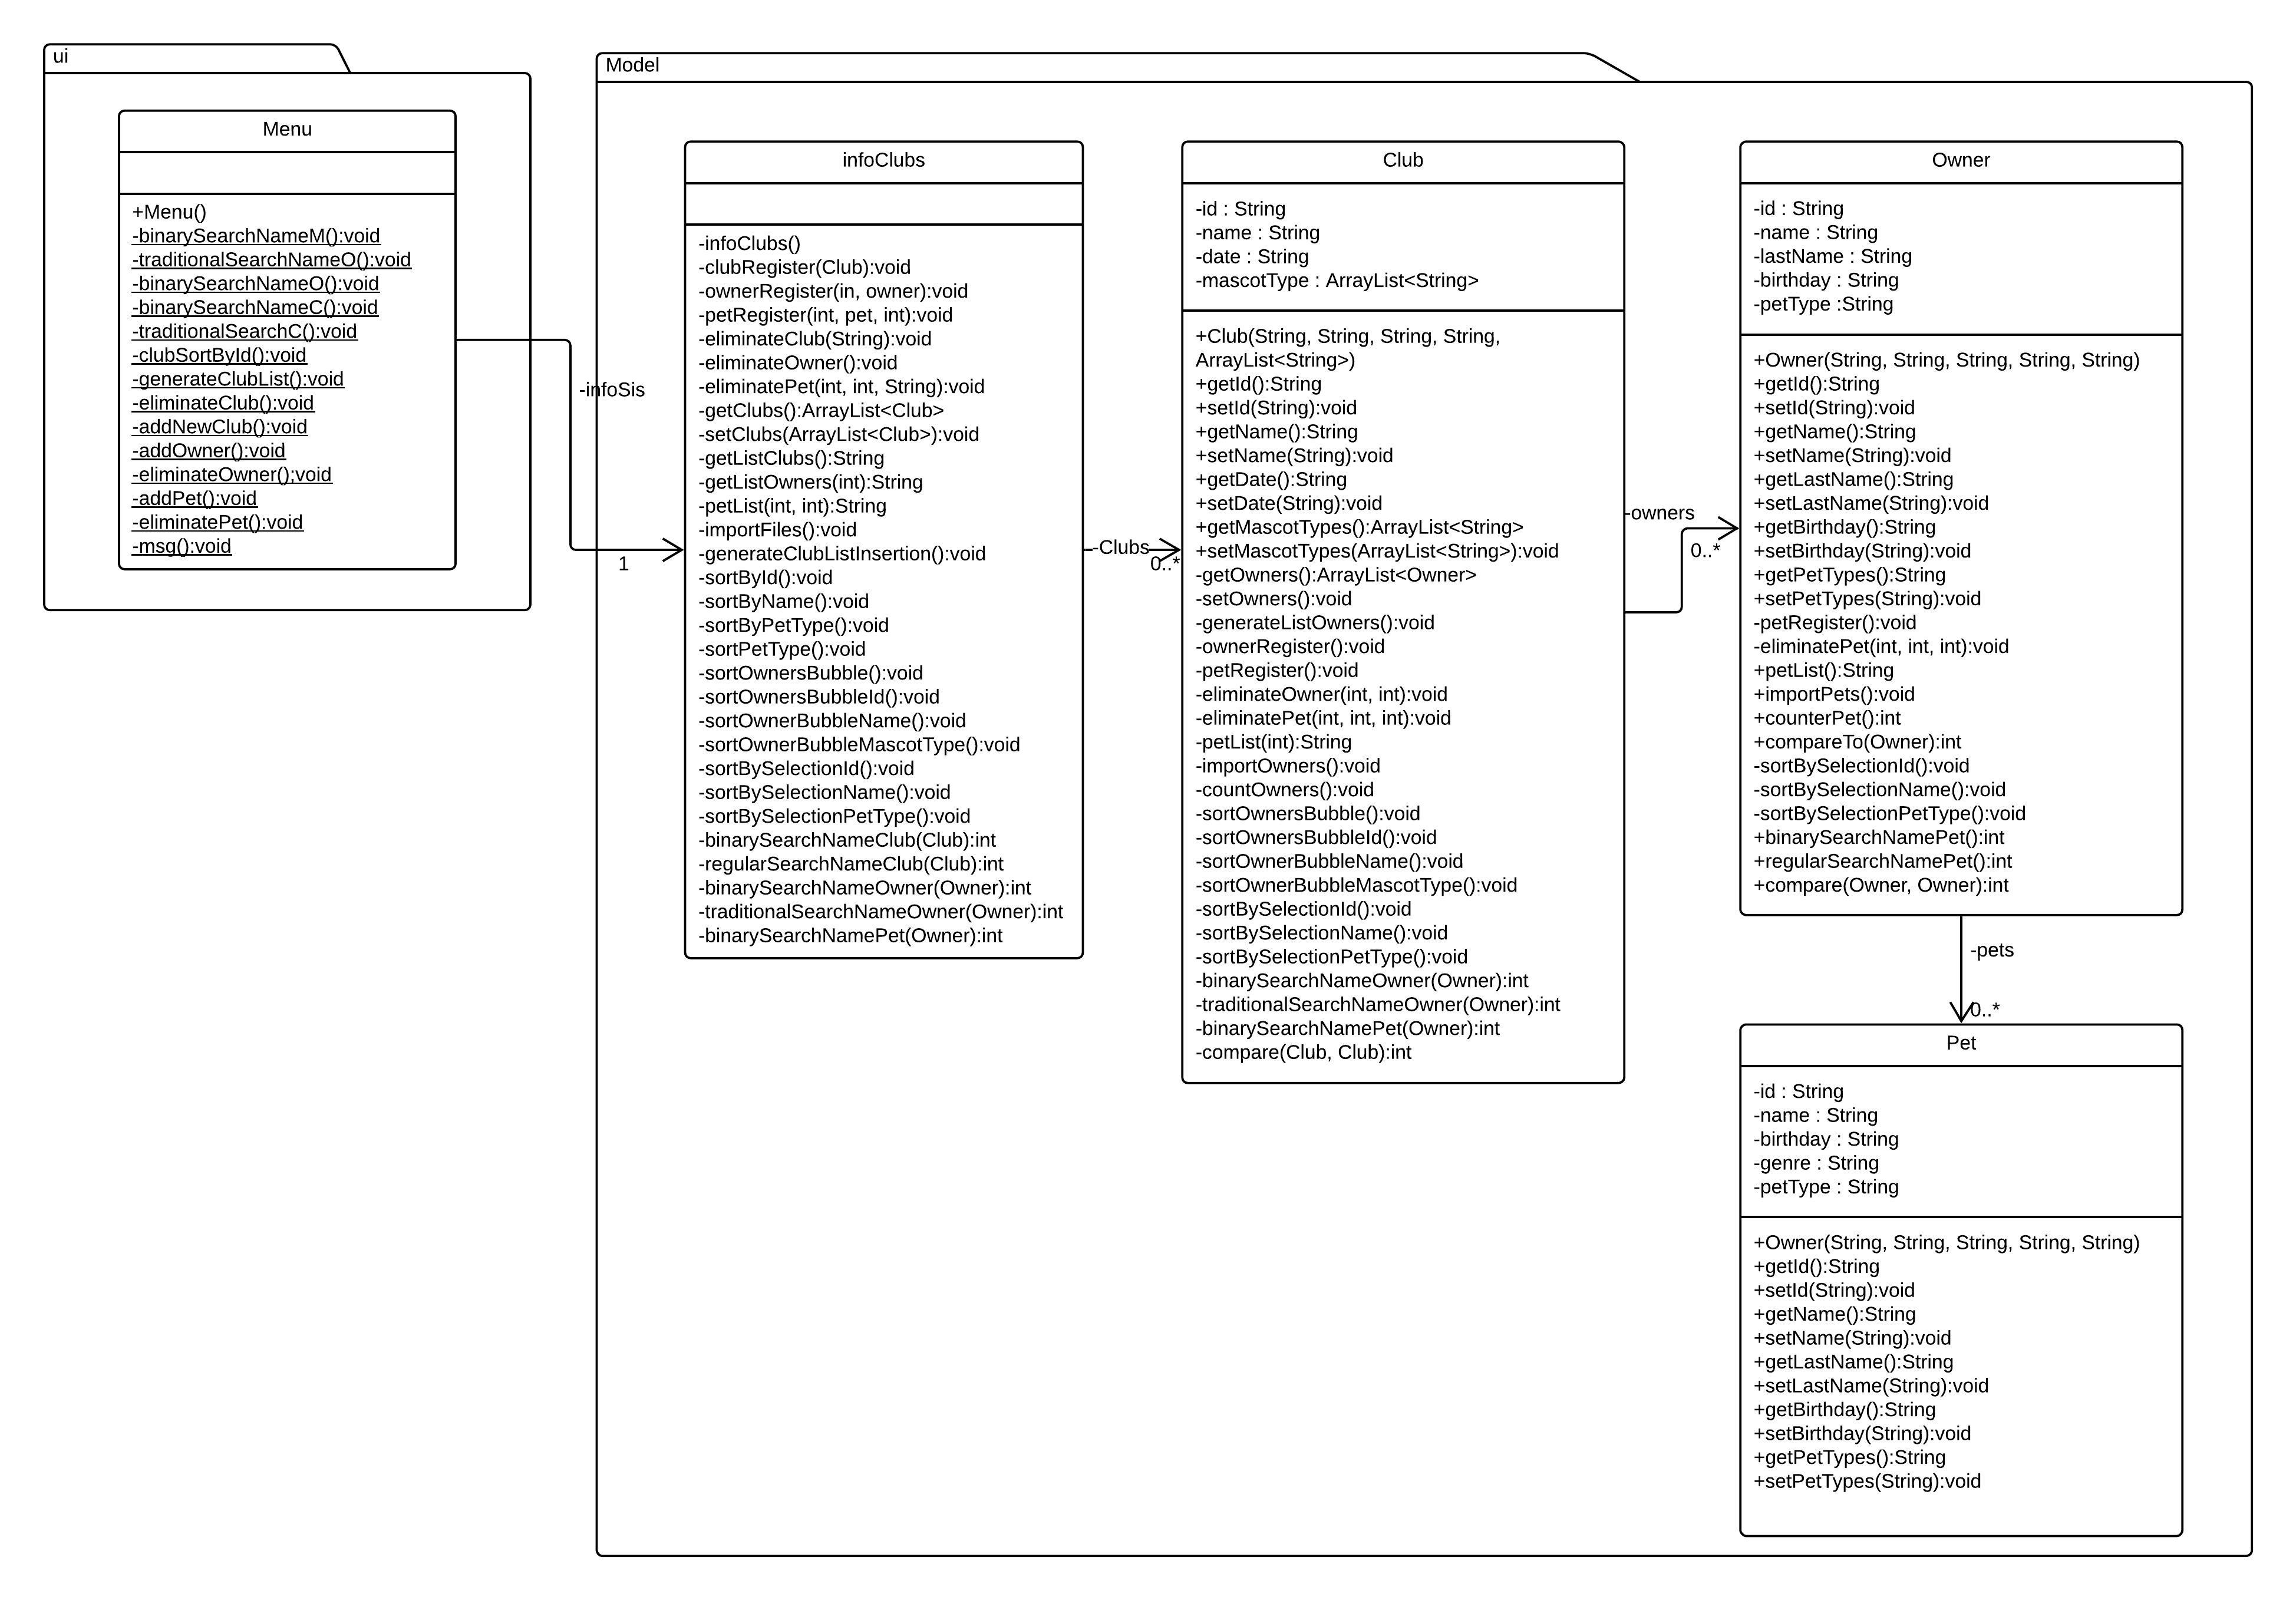 ui
Menu
+Menu()
-binarySearchNameM():void
-traditionalSearchNameO():void
-binarySearchNameO():void
-binarySearchNameC():void
-traditionalSearchC():void
-clubSortById():void
-generateClubList():void
-eliminateClub():void
-addNewClub():void
-addOwner():void
-eliminateOwner();void
-addPet():void
-eliminatePet():void
-msg():void
-infoSis
1
Model
infoClubs
-infoClubs()
-clubRegister(Club):void
-ownerRegister(in, owner):void
-petRegister(int, pet, int):void
-eliminateClub(String):void
-eliminateOwner():void
-eliminatePet(int, int, String):void
-getClubs():ArrayList<Club>
-setClubs(ArrayList<Club>):void
-getListClubs():String
-getListOwners(int):String
-petList(int, int):String
-importFiles():void
-generateClubListInsertion():void
-sortById():void
-sortByName():void
-sortByPetType():void
-sortPetType():void
-sortOwnersBubble():void
-sortOwnersBubbleId():void
-sortOwnerBubbleName():void
-sortOwnerBubbleMascotType():void
-sortBySelectionId():void
-sortBySelectionName():void
-sortBySelectionPetType():void
-binarySearchNameClub(Club):int
-regularSearchNameClub(Club):int
-binarySearchNameOwner(Owner):int
-traditionalSearchNameOwner(Owner):int
-binarySearchNamePet(Owner):int
-Clubs
0..*
Club
-id : String
-name : String
-date : String
-mascotType : ArrayList<String>
+Club(String, String, String, String,
ArrayList<String>)
+getId():String
+setId(String):void
+getName():String
+setName(String):void
+getDate():String
+setDate(String):void
+getMascotTypes():ArrayList<String>
+setMascotTypes(ArrayList<String>):void
-getOwners():ArrayList<Owner>
-setOwners():void
-generateListOwners():void
-ownerRegister():void
-petRegister():void
-eliminateOwner(int, int):void
-eliminatePet(int, int, int):void
-petList(int):String
-importOwners():void
-countOwners():void
-sortOwnersBubble():void
-sortOwnersBubbleId():void
-sortOwnerBubbleName():void
-sortOwnerBubbleMascotType():void
-sortBySelectionId():void
-sortBySelectionName():void
-sortBySelectionPetType():void
-binarySearchNameOwner(Owner):int
-traditionalSearchNameOwner(Owner):int
-binarySearchNamePet(Owner):int
-compare(Club, Club):int
-owners
0..*
Owner
-id : String
-name : String
-lastName : String
-birthday : String
-petType :String
+Owner(String, String, String, String, String)
+getId():String
+setId(String):void
+getName():String
+setName(String):void
+getLastName():String
+setLastName(String):void
+getBirthday():String
+setBirthday(String):void
+getPetTypes():String
+setPetTypes(String):void
-petRegister():void
-eliminatePet(int, int, int):void
+petList():String
+importPets():void
+counterPet():int
+compareTo(Owner):int
-sortBySelectionId():void
-sortBySelectionName():void
-sortBySelectionPetType():void
+binarySearchNamePet():int
+regularSearchNamePet():int
+compare(Owner, Owner):int
-pets
0..*
Pet
-id : String
-name : String
-birthday : String
-genre : String
-petType : String
+Owner(String, String, String, String, String)
+getId():String
+setId(String):void
+getName():String
+setName(String):void
+getLastName():String
+setLastName(String):void
+getBirthday():String
+setBirthday(String):void
+getPetTypes():String
+setPetTypes(String):void